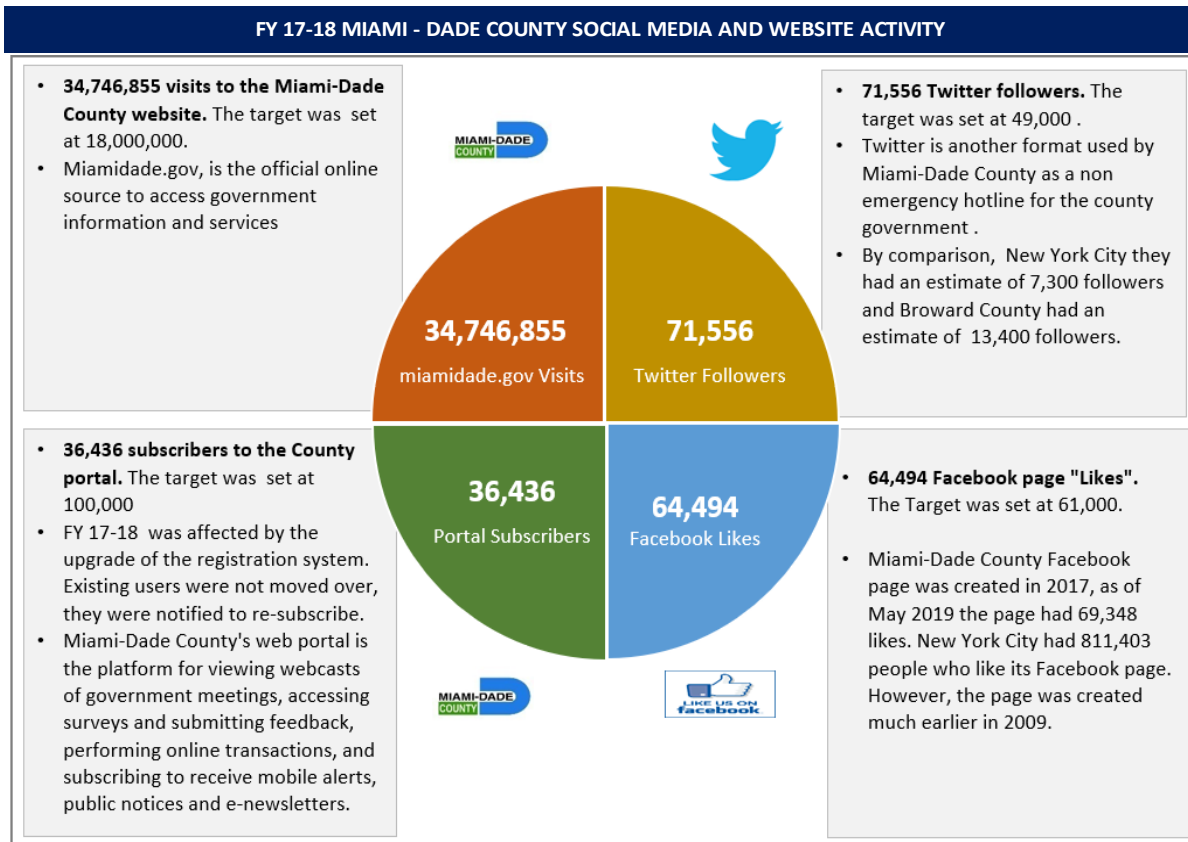 FY 17-18 MIAMI - DADE COUNTY SOCIAL MEDIA AND WEBSITE ACTIVITY
• 34,746,855 visits to the Miami-Dade
County website. The target was set
at 18,000,000.
• Miamidade.gov, is the official online
source to access government
information and services
MIAMI-DADE
COUNTY
• 71,556 Twitter followers. The
target was set at 49,000 .
• Twitter is another format used by
Miami-Dade County as a non
emergency hotline for the county
government .
• By comparison, New York City they
had an estimate of 7,300 followers
and Broward County had an
estimate of 13,400 followers.
34,746,855
miamidade.gov Visits
71,556
Twitter Followers
• 36,436 subscribers to the County
portal. The target was set at
100,000
• FY 17-18 was affected by the
upgrade of the registration system.
Existing users were not moved over,
they were notified to re-subscribe.
• Miami-Dade County's web portal is
the platform for viewing webcasts
of government meetings, accessing
surveys and submitting feedback,
performing online transactions, and
subscribing to receive mobile alerts,
public notices and e-newsletters.
36,436
Portal Subscribers
64,494
Facebook Likes
• 64,494 Facebook page "Likes".
The Target was set at 61,000.
• Miami-Dade County Facebook
page was created in 2017, as of
May 2019 the page had 69,348
likes. New York City had 811,403
people who like its Facebook page.
However, the page was created
much earlier in 2009.
MIAMI-DADE
COUNTY
LIKE US ON
facebook